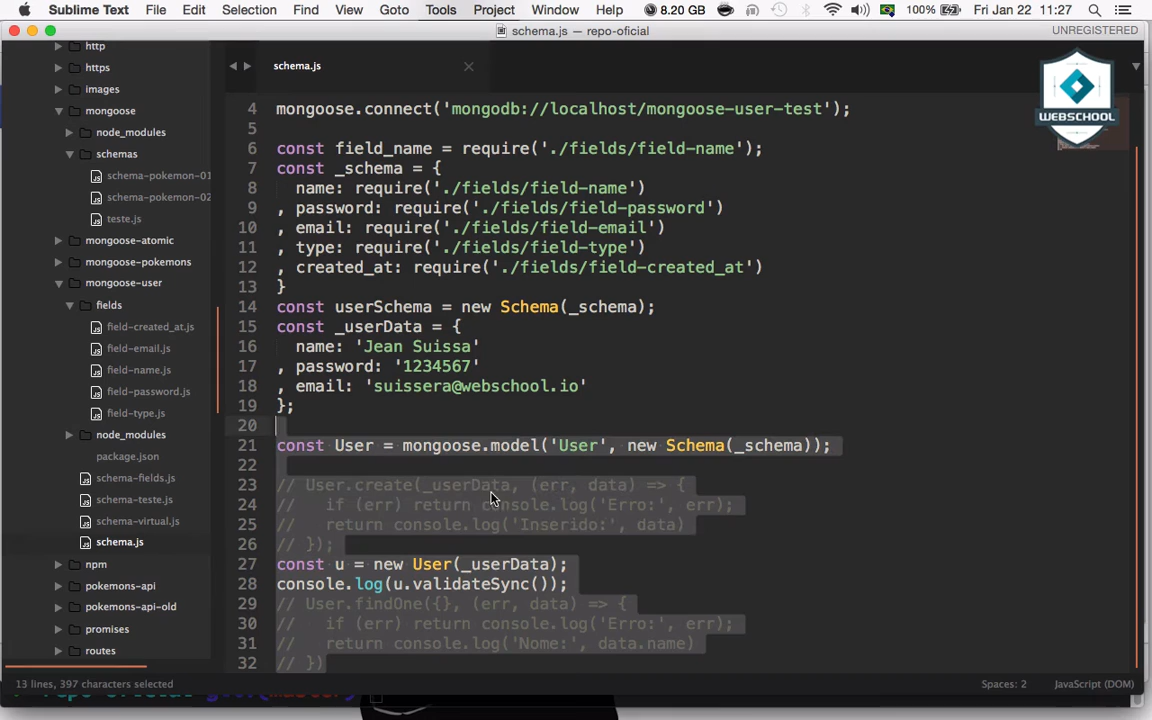 Sublime Text File Edit Selection Find View Goto Tools Project Window Help 8.20 GB 100% Fri Jan 22 11:27
schema.js — repo-oficial UNREGISTERED
http
https
images
mongoose
node_modules
schemas
schema-pokemon-01
schema-pokemon-02
teste.js
mongoose-atomic
mongoose-pokemons
mongoose-user
fields
field-created_at.js
field-email.js
field-name.js
field-password.js
field-type.js
node_modules
package.json
schema-fields.js
schema-teste.js
schema-virtual.js
schema.js
npm
pokemons-api
pokemons-api-old
promises
routes
schema.js
WEBSCHOOL
4 mongoose.connect('mongodb://localhost/mongoose-user-test');
5
6 const field_name = require('./fields/field-name');
7 const _schema = {
8 name: require('./fields/field-name')
9 , password: require('./fields/field-password')
10 , email: require('./fields/field-email')
11 , type: require('./fields/field-type')
12 , created_at: require('./fields/field-created_at')
13 }
14 const userSchema = new Schema(_schema);
15 const _userData = {
16 name: 'Jean Suissa'
17 , password: '1234567'
18 , email: 'suissera@webschool.io'
19 };
20
21 const User = mongoose.model('User', new Schema(_schema));
22
23 // User.create(_userData, (err, data) => {
24 // if (err) return console.log('Erro:', err);
25 // return console.log('Inserido:', data)
26 // });
27 const u = new User(_userData);
28 console.log(u.validateSync());
29 // User.findOne({}, (err, data) => {
30 // if (err) return console.log('Erro:', err);
31 // return console.log('Nome:', data.name)
32 // })
13 lines, 397 characters selected Spaces: 2 JavaScript (DOM)